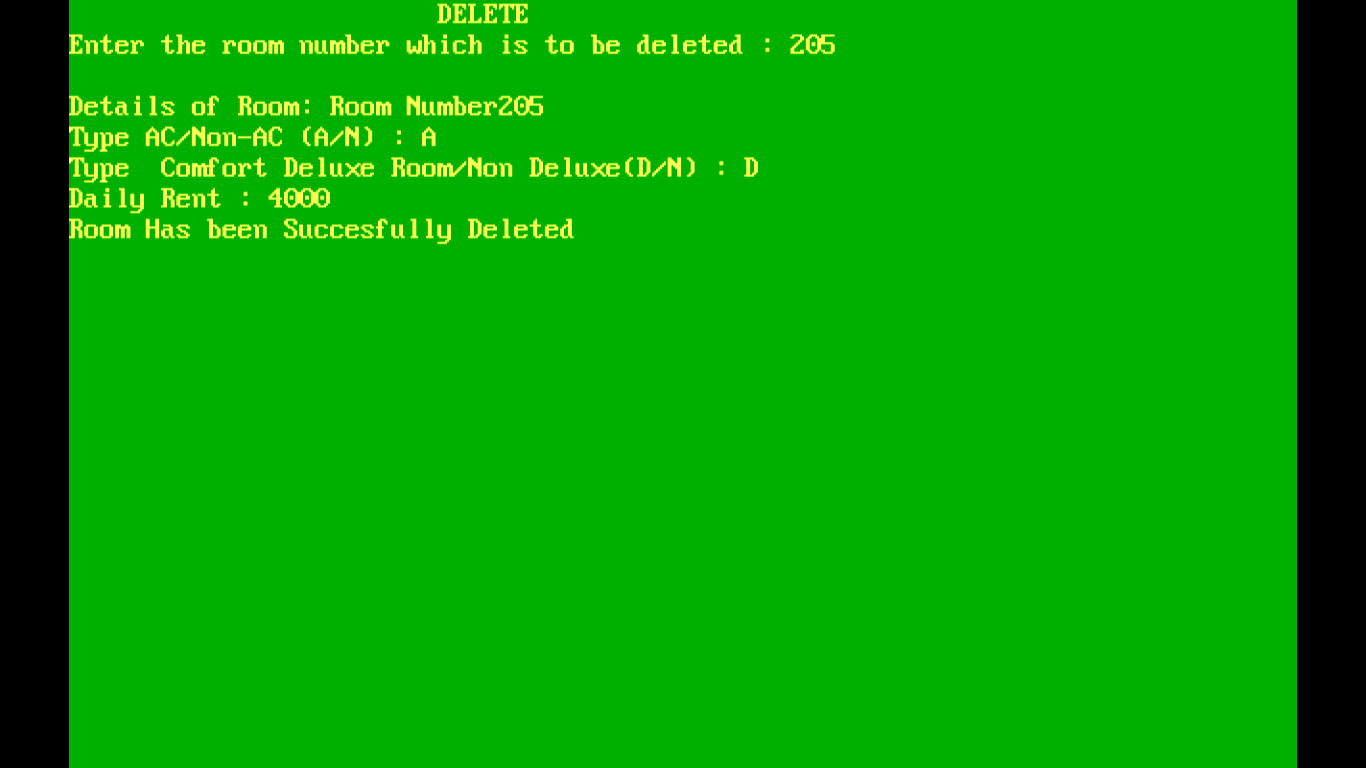 DELETE
Enter the room number which is to be deleted : 205
Details of Room: Room Number205
Type AC/Non-AC (A/N) : A
Type  Comfort Deluxe Room/Non Deluxe(D/N) : D
Daily Rent : 4000
Room Has been Succesfully Deleted